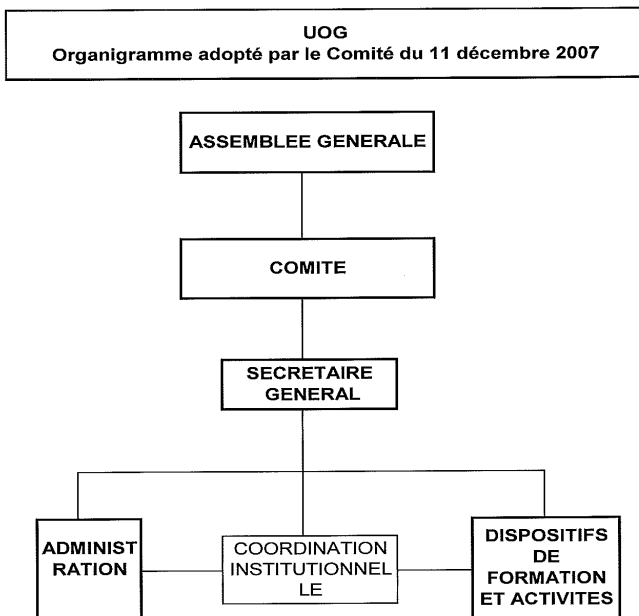 UOG
Organigramme adopté par le Comité du 11 décembre 2007
ASSEMBLEE GENERALE
COMITE
SECRETAIRE
GENERAL
ADMINIST
RATION
COORDINATION
INSTITUTIONNEL
LE
DISPOSITIFS
DE
FORMATION
ET ACTIVITES